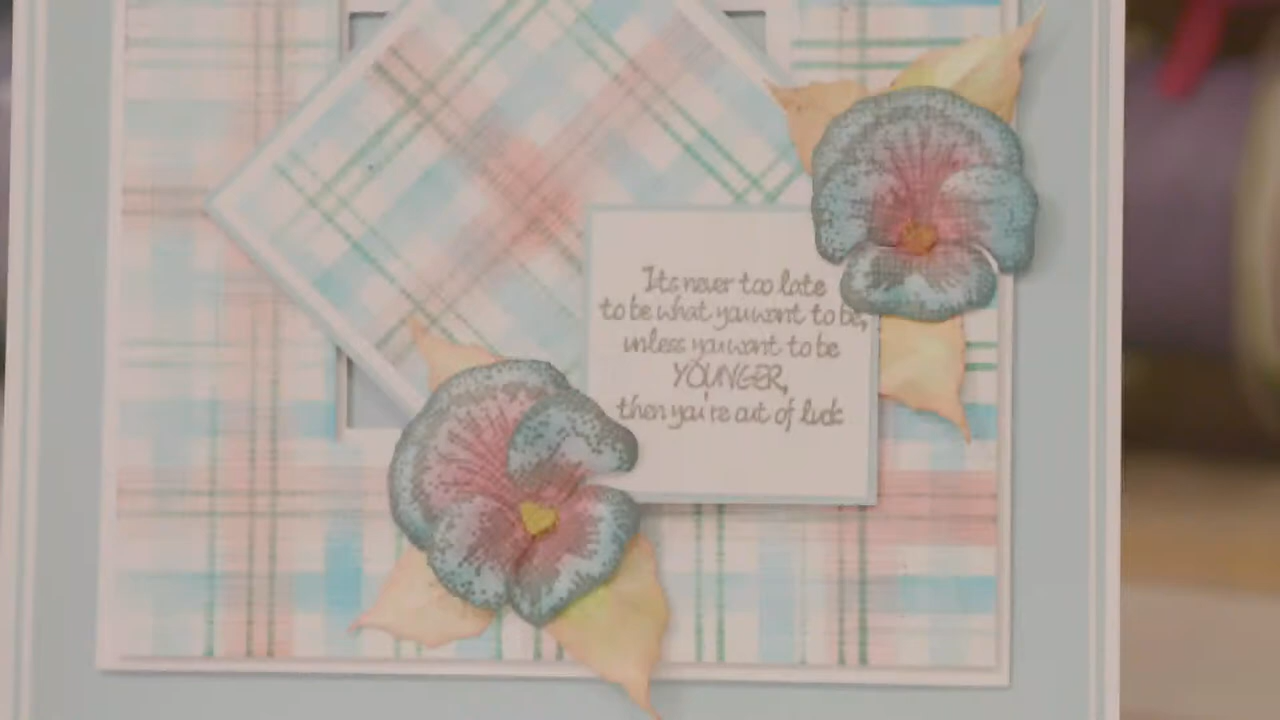 Its never too late
to be what you want to be,
unless you want to be
YOUNGER,
then you're out of luck